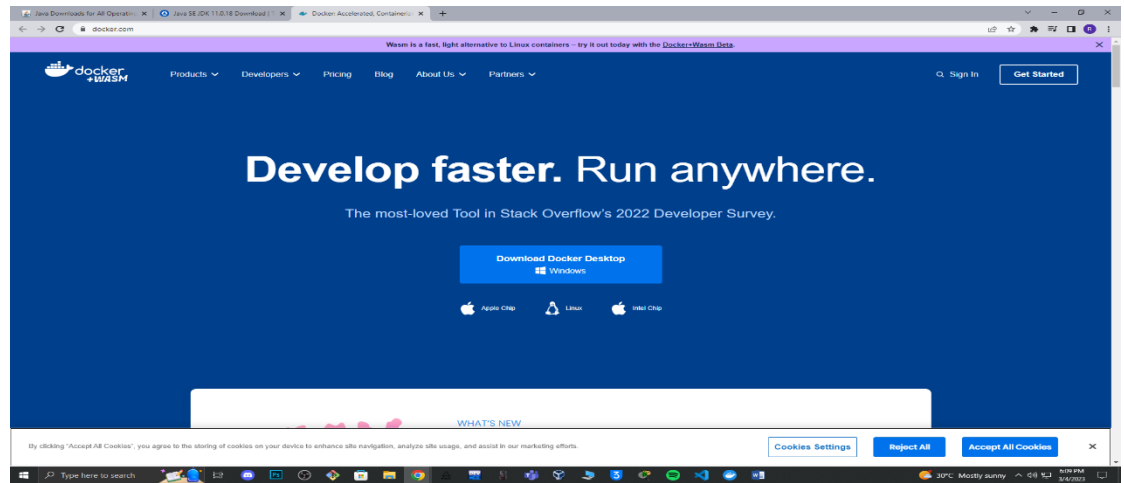 Java Downloads for All Operatin
Java SE JDK 11.0.18 Download |
Docker: Accelerated, Container
docker.com
Wasm is a fast, light alternative to Linux containers – try it out today with the Docker+Wasm Beta.
docker
+WASM
Products
Developers
Pricing
Blog
About Us
Partners
Sign In
Get Started
Develop faster. Run anywhere.
The most-loved Tool in Stack Overflow's 2022 Developer Survey.
Download Docker Desktop
Windows
Apple Chip
Linux
Intel Chip
WHAT'S NEW
By clicking "Accept All Cookies", you agree to the storing of cookies on your device to enhance site navigation, analyze site usage, and assist in our marketing efforts.
Cookies Settings
Reject All
Accept All Cookies
Type here to search
30°C Mostly sunny
6:09 PM
3/4/2023